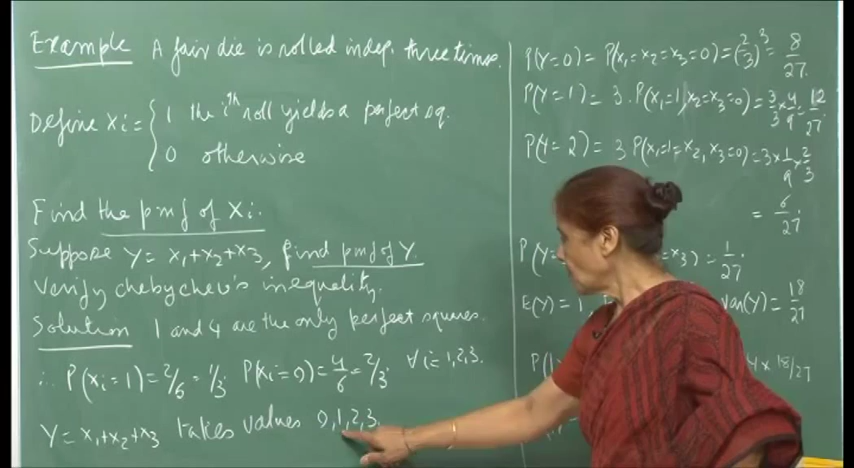 Example A fair die is rolled indep. three times.
Define Xi = { 1 the ith roll yields a perfect sq.
0 otherwise
Find the pmf of Xi.
Suppose Y = X1+X2+X3, find pmf of Y.
Verify chebychev's inequality.
Solution 1 and 4 are the only perfect squares.
∴ P(Xi=1) = 2/6 = 1/3, P(Xi=0) = 4/6 = 2/3, ∀ i=1,2,3.
Y = X1+X2+X3 takes values 0,1,2,3.
P(Y=0) = P(X1=X2=X3=0) = (2/3)^3 = 8/27.
P(Y=1) = 3. P(X1=1, X2=X3=0) = 3/3 × 4/9 = 12/27
P(Y=2) = 3 P(X1=1=X2, X3=0) = 3 × 1/9 × 2/3
= 6/27.
P(Y = X3) = 1/27.
E(Y) = 1, Var(Y) = 18/27
P( 4 × 18/27